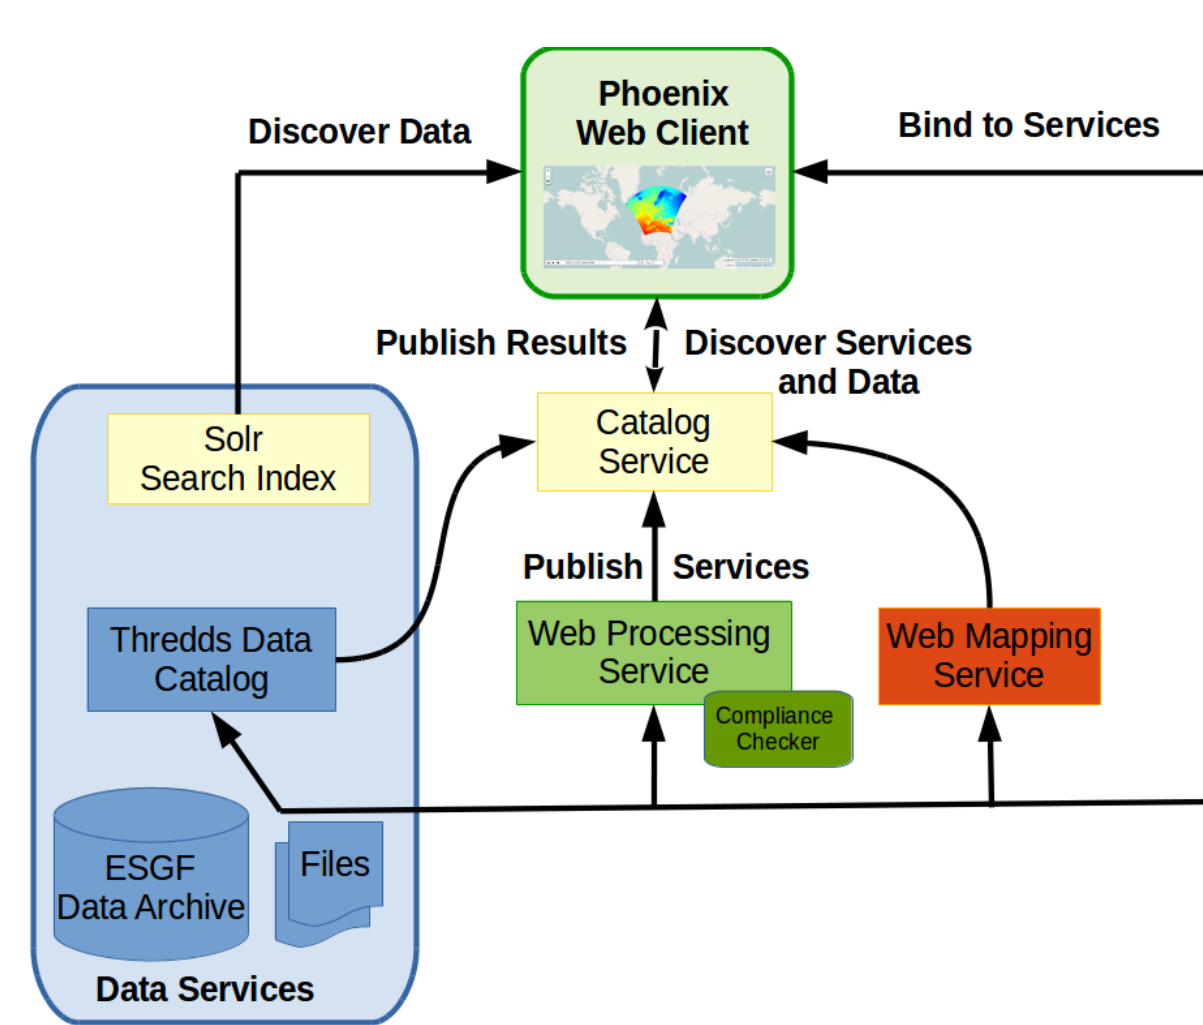 Phoenix
Web Client
Discover Data
Bind to Services
Publish Results
Discover Services
and Data
Catalog
Service
Solr
Search Index
Publish Services
Thredds Data
Catalog
Web Processing
Service
Compliance
Checker
Web Mapping
Service
ESGF
Data Archive
Files
Data Services